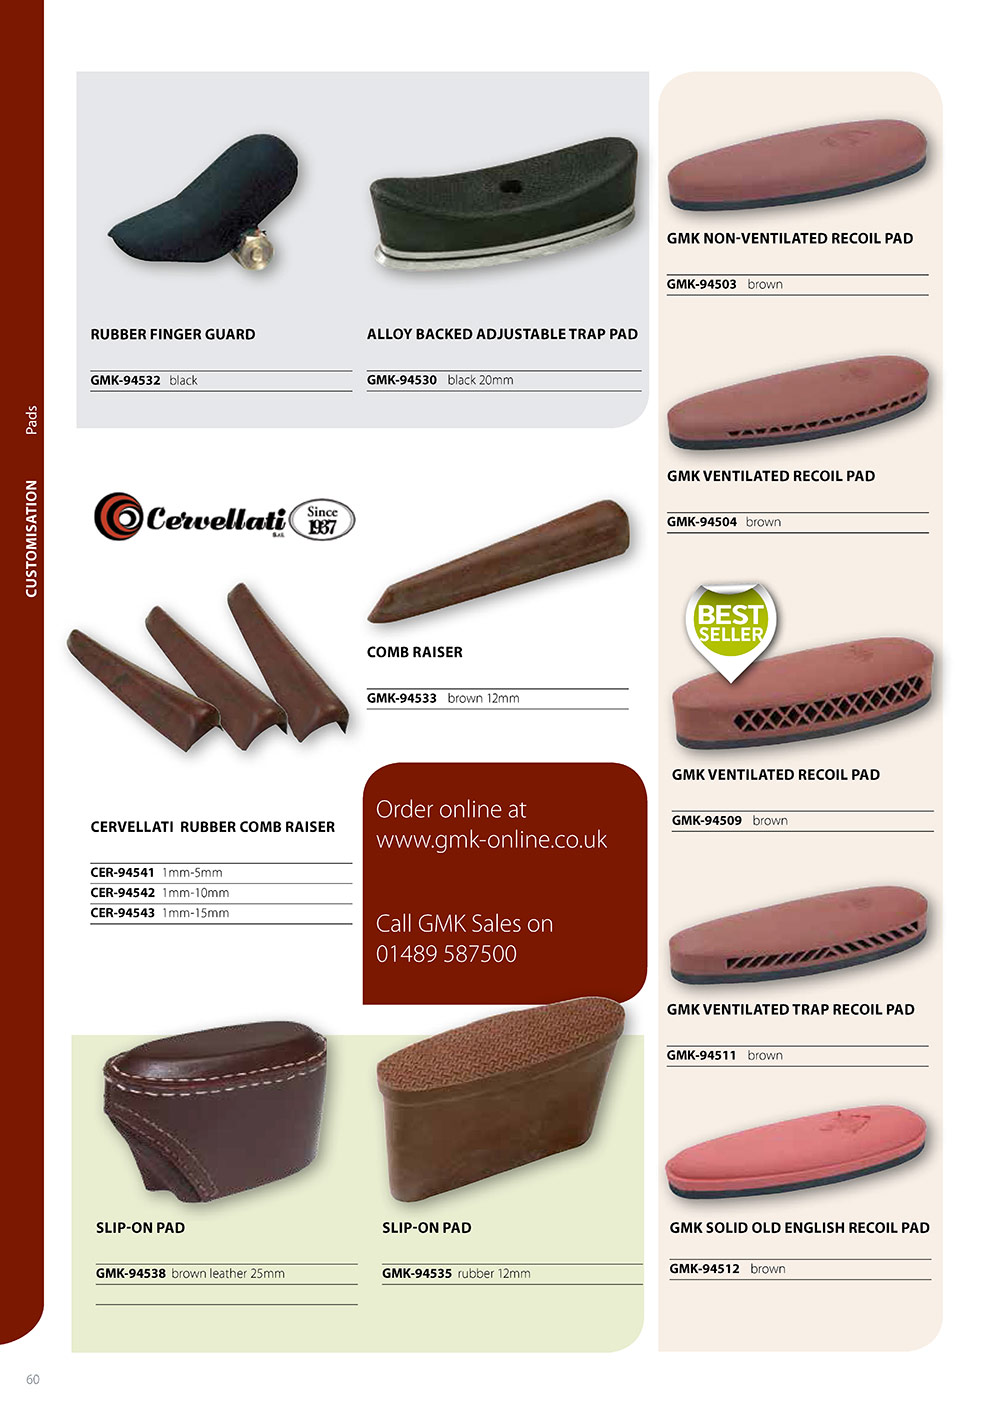 RUBBER FINGER GUARD
GMK-94532 black
ALLOY BACKED ADJUSTABLE TRAP PAD
GMK-94530 black 20mm
GMK NON-VENTILATED RECOIL PAD
GMK-94503 brown
GMK VENTILATED RECOIL PAD
GMK-94504 brown
BEST
SELLER
GMK VENTILATED RECOIL PAD
GMK-94509 brown
GMK VENTILATED TRAP RECOIL PAD
GMK-94511 brown
GMK SOLID OLD ENGLISH RECOIL PAD
GMK-94512 brown
CUSTOMISATION Pads
Cervellati
S.r.l.
Since
1937
COMB RAISER
GMK-94533 brown 12mm
CERVELLATI RUBBER COMB RAISER
CER-94541 1mm-5mm
CER-94542 1mm-10mm
CER-94543 1mm-15mm
Order online at
www.gmk-online.co.uk
Call GMK Sales on
01489 587500
SLIP-ON PAD
GMK-94538 brown leather 25mm
SLIP-ON PAD
GMK-94535 rubber 12mm
60